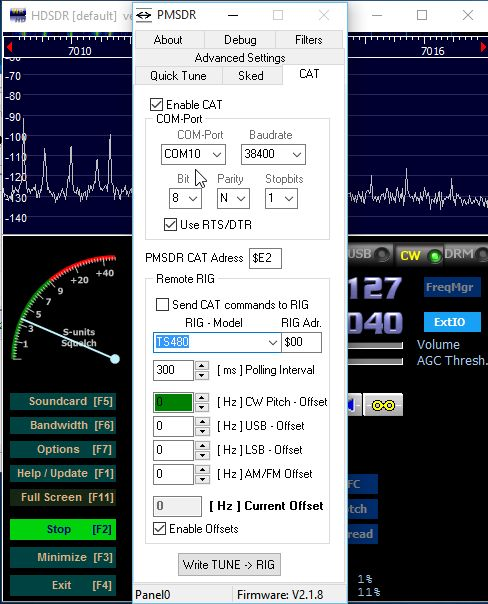 HDSDR [default] v2
PMSDR
7010
7016
About
Debug
Filters
Advanced Settings
Quick Tune
Sked
CAT
-70
-80
-90
-100
-110
-120
-130
-140
Enable CAT
COM-Port
COM-Port
Baudrate
COM10
38400
Bit
Parity
Stopbits
8
N
1
Use RTS/DTR
PMSDR CAT Adress
$E2
Remote RIG
Send CAT commands to RIG
RIG - Model
RIG Adr.
TS480
$00
300
[ ms ] Polling Interval
0
[ Hz ] CW Pitch - Offset
0
[ Hz ] USB - Offset
0
[ Hz ] LSB - Offset
0
[ Hz ] AM/FM Offset
0
[ Hz ] Current Offset
Enable Offsets
Write TUNE -> RIG
Panel0
Firmware: V2.1.8
1
3
5
7
9
+20
+40
S-units
Squelch
Soundcard [F5]
Bandwidth [F6]
Options [F7]
Help / Update [F1]
Full Screen [F11]
Stop [F2]
Minimize [F3]
Exit [F4]
USB
CW
DRM
127
FreqMgr
040
ExtIO
Volume
AGC Thresh.
FC
tch
read
1%
11%